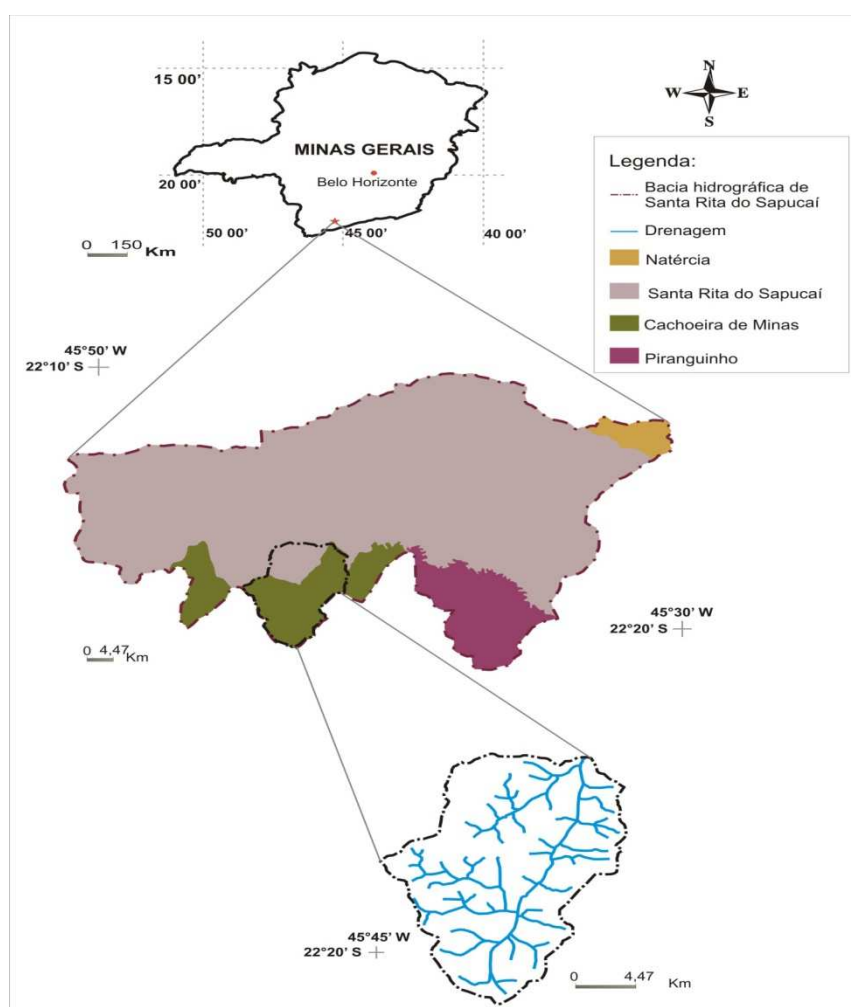 15 00'
N
W E
S
MINAS GERAIS
Belo Horizonte
20 00'
50 00'
45 00'
40 00'
0 150 Km
Legenda:
Bacia hidrográfica de
Santa Rita do Sapucaí
Drenagem
Natércia
Santa Rita do Sapucaí
Cachoeira de Minas
Piranguinho
45°50' W
22°10' S
45°30' W
22°20' S
0 4,47 Km
45°45' W
22°20' S
0 4,47 Km